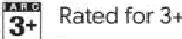 IARC
3+ Rated for 3+